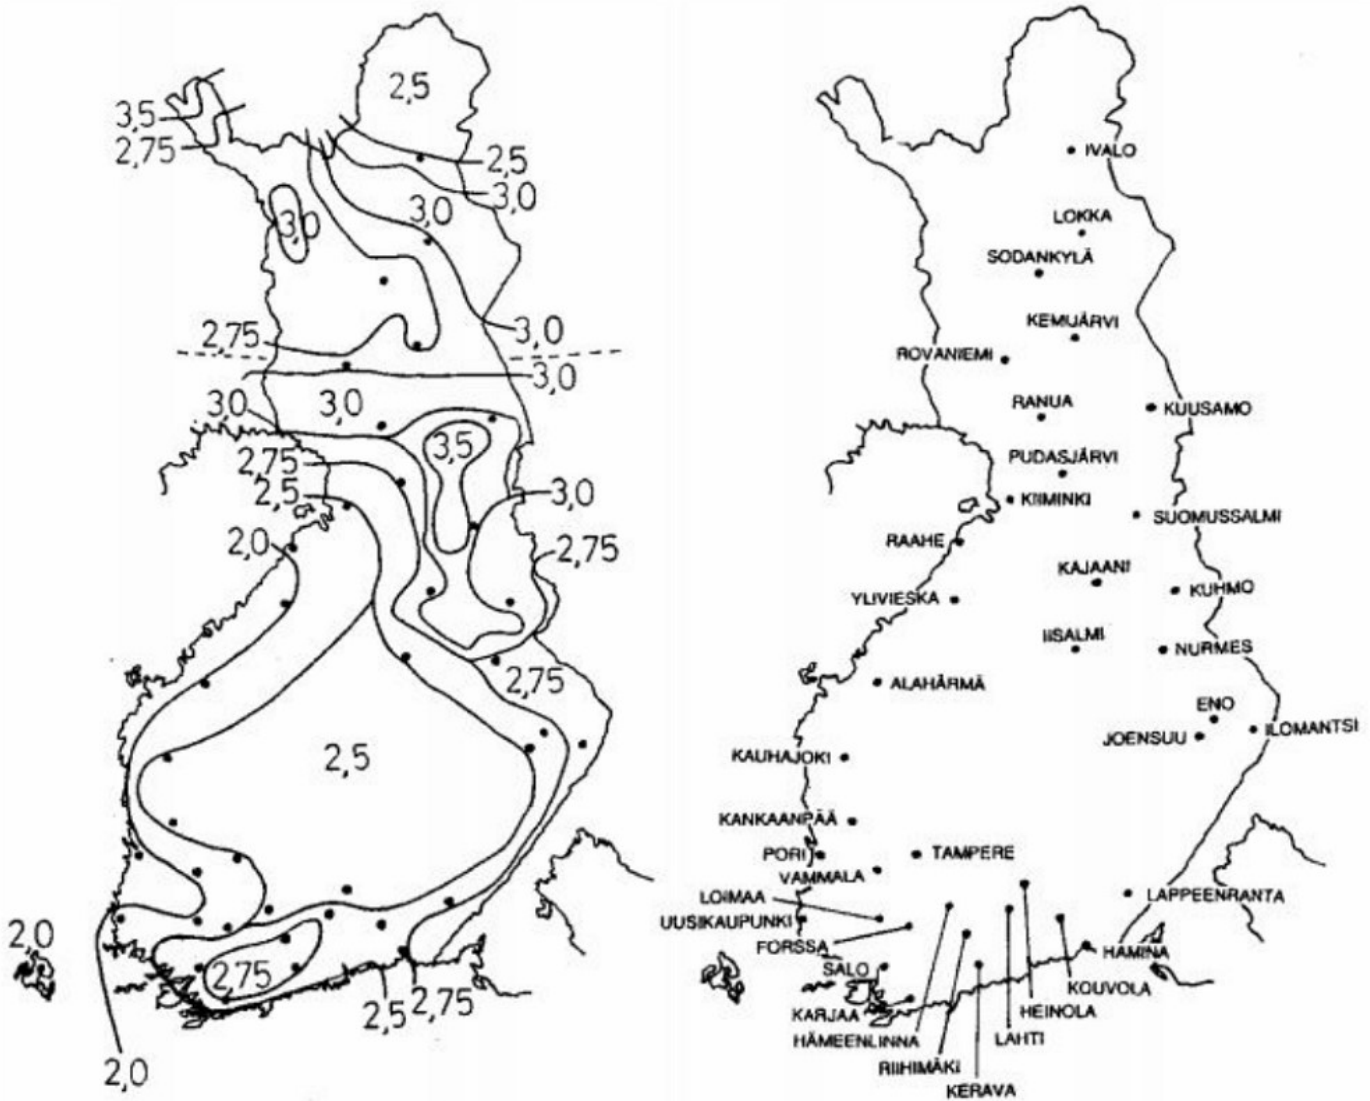 2,5
3,5
2,75
2,5
3,0
3,0
3,0
2,75
3,0
3,0
3,0
3,0
3,5
2,75
2,5
3,0
2,0
2,75
2,75
2,5
2,0
2,75
2,5
2,75
2,0
IVALO
LOKKA
SODANKYLÄ
KEMIJÄRVI
ROVANIEMI
RANUA
KUUSAMO
PUDASJÄRVI
KIIMINKI
SUOMUSSALMI
RAAHE
KAJAANI
YLIVIESKA
KUHMO
IISALMI
NURMES
ALAHÄRMÄ
ENO
JOENSUU
ILOMANTSI
KAUHAJOKI
KANKAANPÄÄ
PORI
TAMPERE
VAMMALA
LOIMAA
LAPPEENRANTA
UUSIKAUPUNKI
FORSSA
HAMINA
SALO
KOUVOLA
KARJAA
HEINOLA
HÄMEENLINNA
LAHTI
RIIHIMÄKI
KERAVA